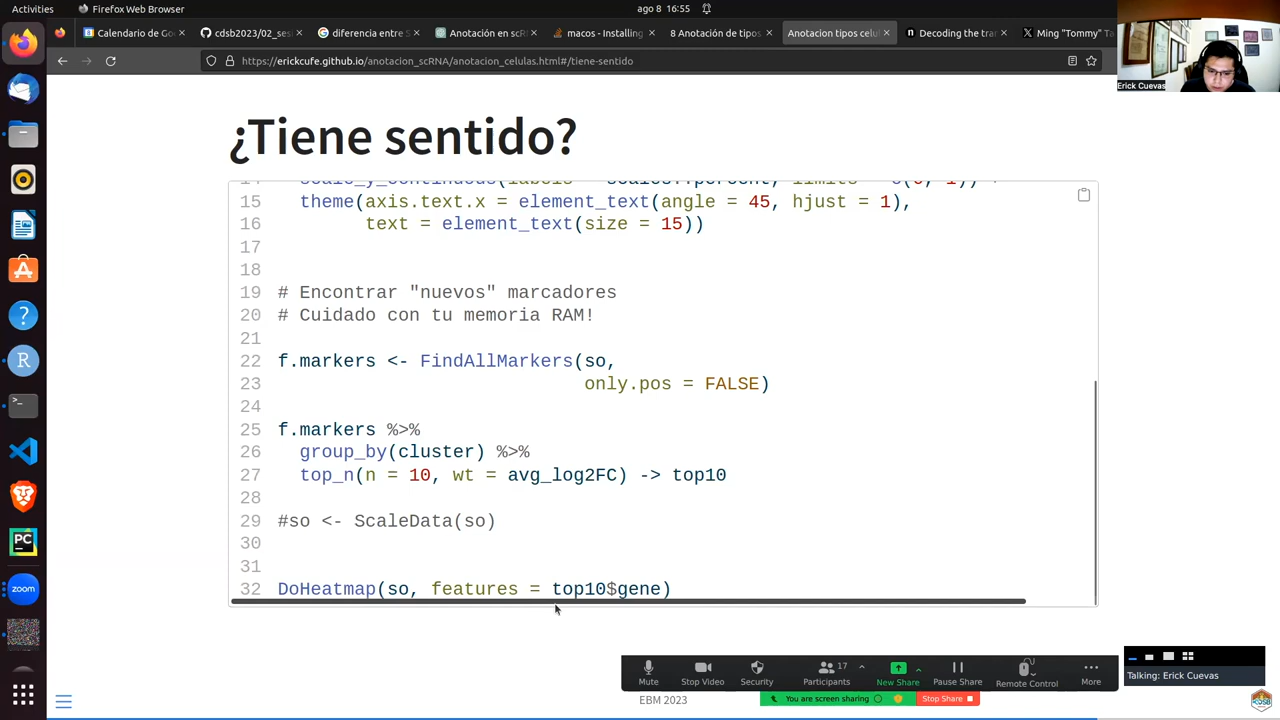 Activities
Firefox Web Browser
ago 8 16:55
Calendario de Go
cdsb2023/02_ses
diferencia entre S
Anotación en sc
macos - Installing
8 Anotación de tipos
Anotacion tipos celul
Decoding the tra
Ming "Tommy" Ta
https://erickcufe.github.io/anotacion_scRNA/anotacion_celulas.html#/tiene-sentido
Erick Cuevas
¿Tiene sentido?
15 theme(axis.text.x = element_text(angle = 45, hjust = 1),
16 text = element_text(size = 15))
17
18
19 # Encontrar "nuevos" marcadores
20 # Cuidado con tu memoria RAM!
21
22 f.markers <- FindAllMarkers(so,
23 only.pos = FALSE)
24
25 f.markers %>%
26 group_by(cluster) %>%
27 top_n(n = 10, wt = avg_log2FC) -> top10
28
29 #so <- ScaleData(so)
30
31
32 DoHeatmap(so, features = top10$gene)
Mute
Stop Video
Security
Participants
17
New Share
Pause Share
Remote Control
More
Talking: Erick Cuevas
You are screen sharing
Stop Share
EBM 2023
zoom
PC
R